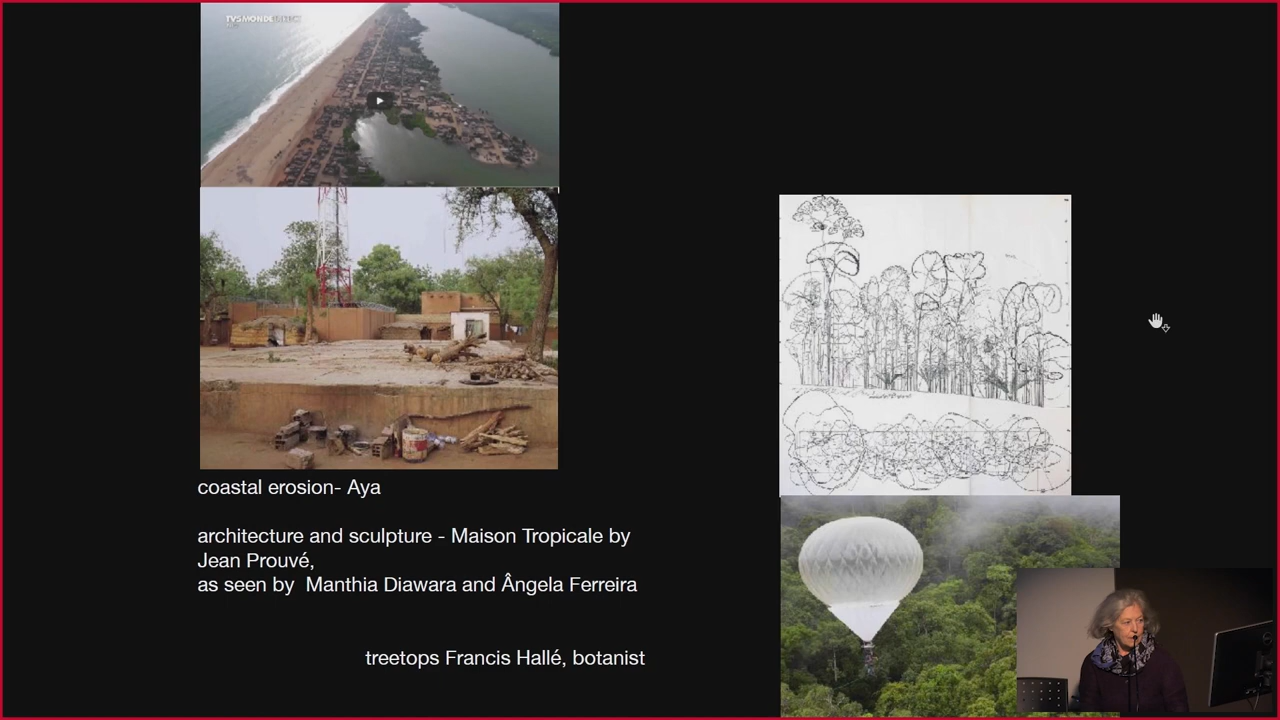 TV5MONDE
coastal erosion- Aya
architecture and sculpture - Maison Tropicale by
Jean Prouvé,
as seen by  Manthia Diawara and Ângela Ferreira
treetops Francis Hallé, botanist